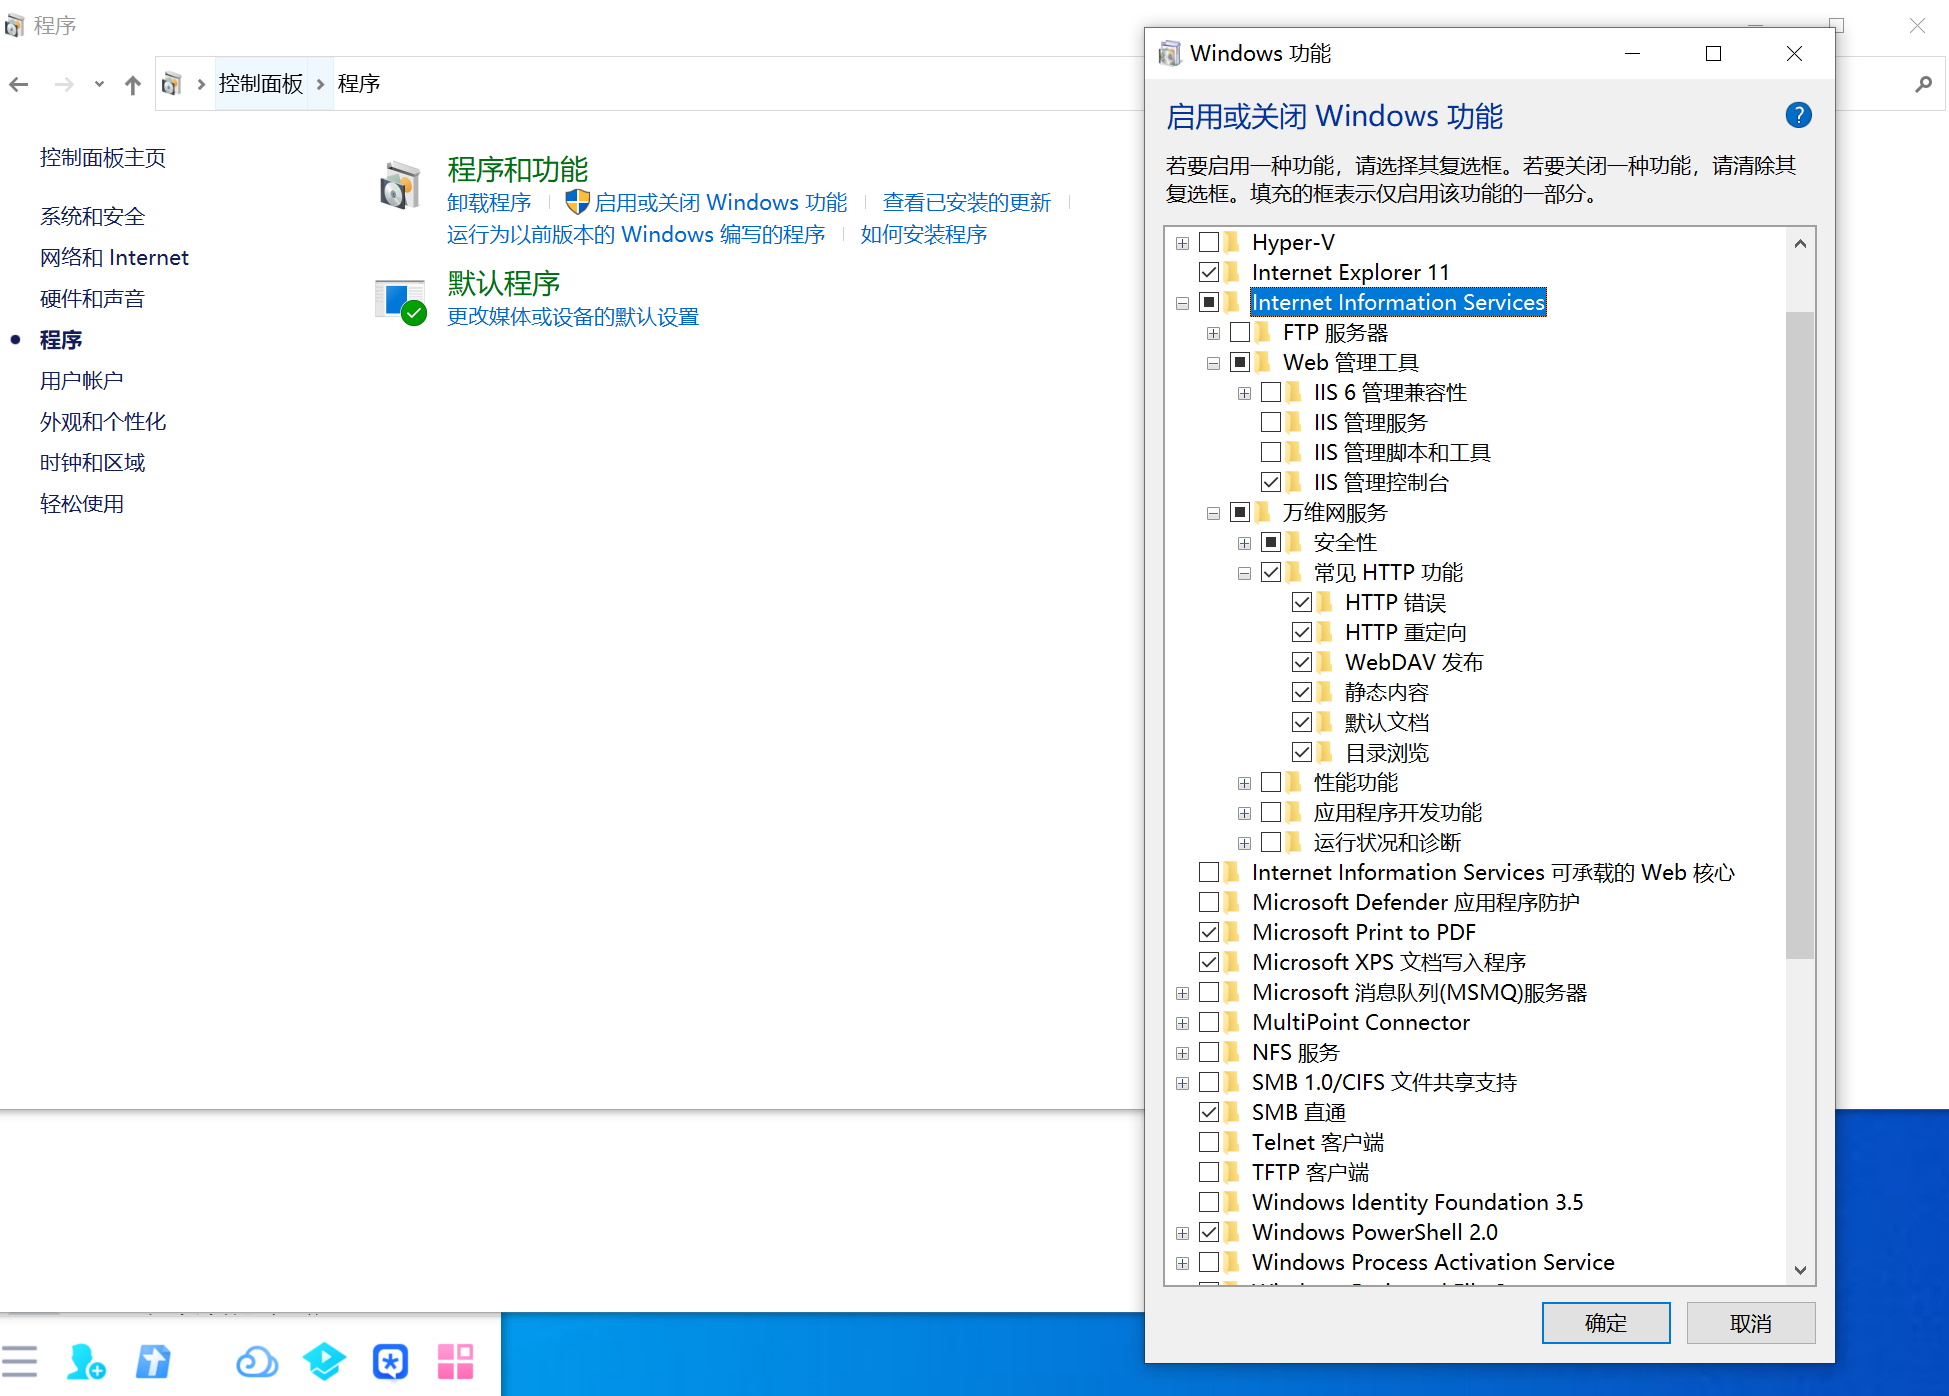 程序
控制面板
程序
控制面板主页
系统和安全
网络和 Internet
硬件和声音
程序
用户帐户
外观和个性化
时钟和区域
轻松使用
程序和功能
卸载程序
启用或关闭 Windows 功能
查看已安装的更新
运行为以前版本的 Windows 编写的程序
如何安装程序
默认程序
更改媒体或设备的默认设置
Windows 功能
启用或关闭 Windows 功能
?
若要启用一种功能，请选择其复选框。若要关闭一种功能，请清除其
复选框。填充的框表示仅启用该功能的一部分。
Hyper-V
Internet Explorer 11
Internet Information Services
FTP 服务器
Web 管理工具
IIS 6 管理兼容性
IIS 管理服务
IIS 管理脚本和工具
IIS 管理控制台
万维网服务
安全性
常见 HTTP 功能
HTTP 错误
HTTP 重定向
WebDAV 发布
静态内容
默认文档
目录浏览
性能功能
应用程序开发功能
运行状况和诊断
Internet Information Services 可承载的 Web 核心
Microsoft Defender 应用程序防护
Microsoft Print to PDF
Microsoft XPS 文档写入程序
Microsoft 消息队列(MSMQ)服务器
MultiPoint Connector
NFS 服务
SMB 1.0/CIFS 文件共享支持
SMB 直通
Telnet 客户端
TFTP 客户端
Windows Identity Foundation 3.5
Windows PowerShell 2.0
Windows Process Activation Service
确定
取消